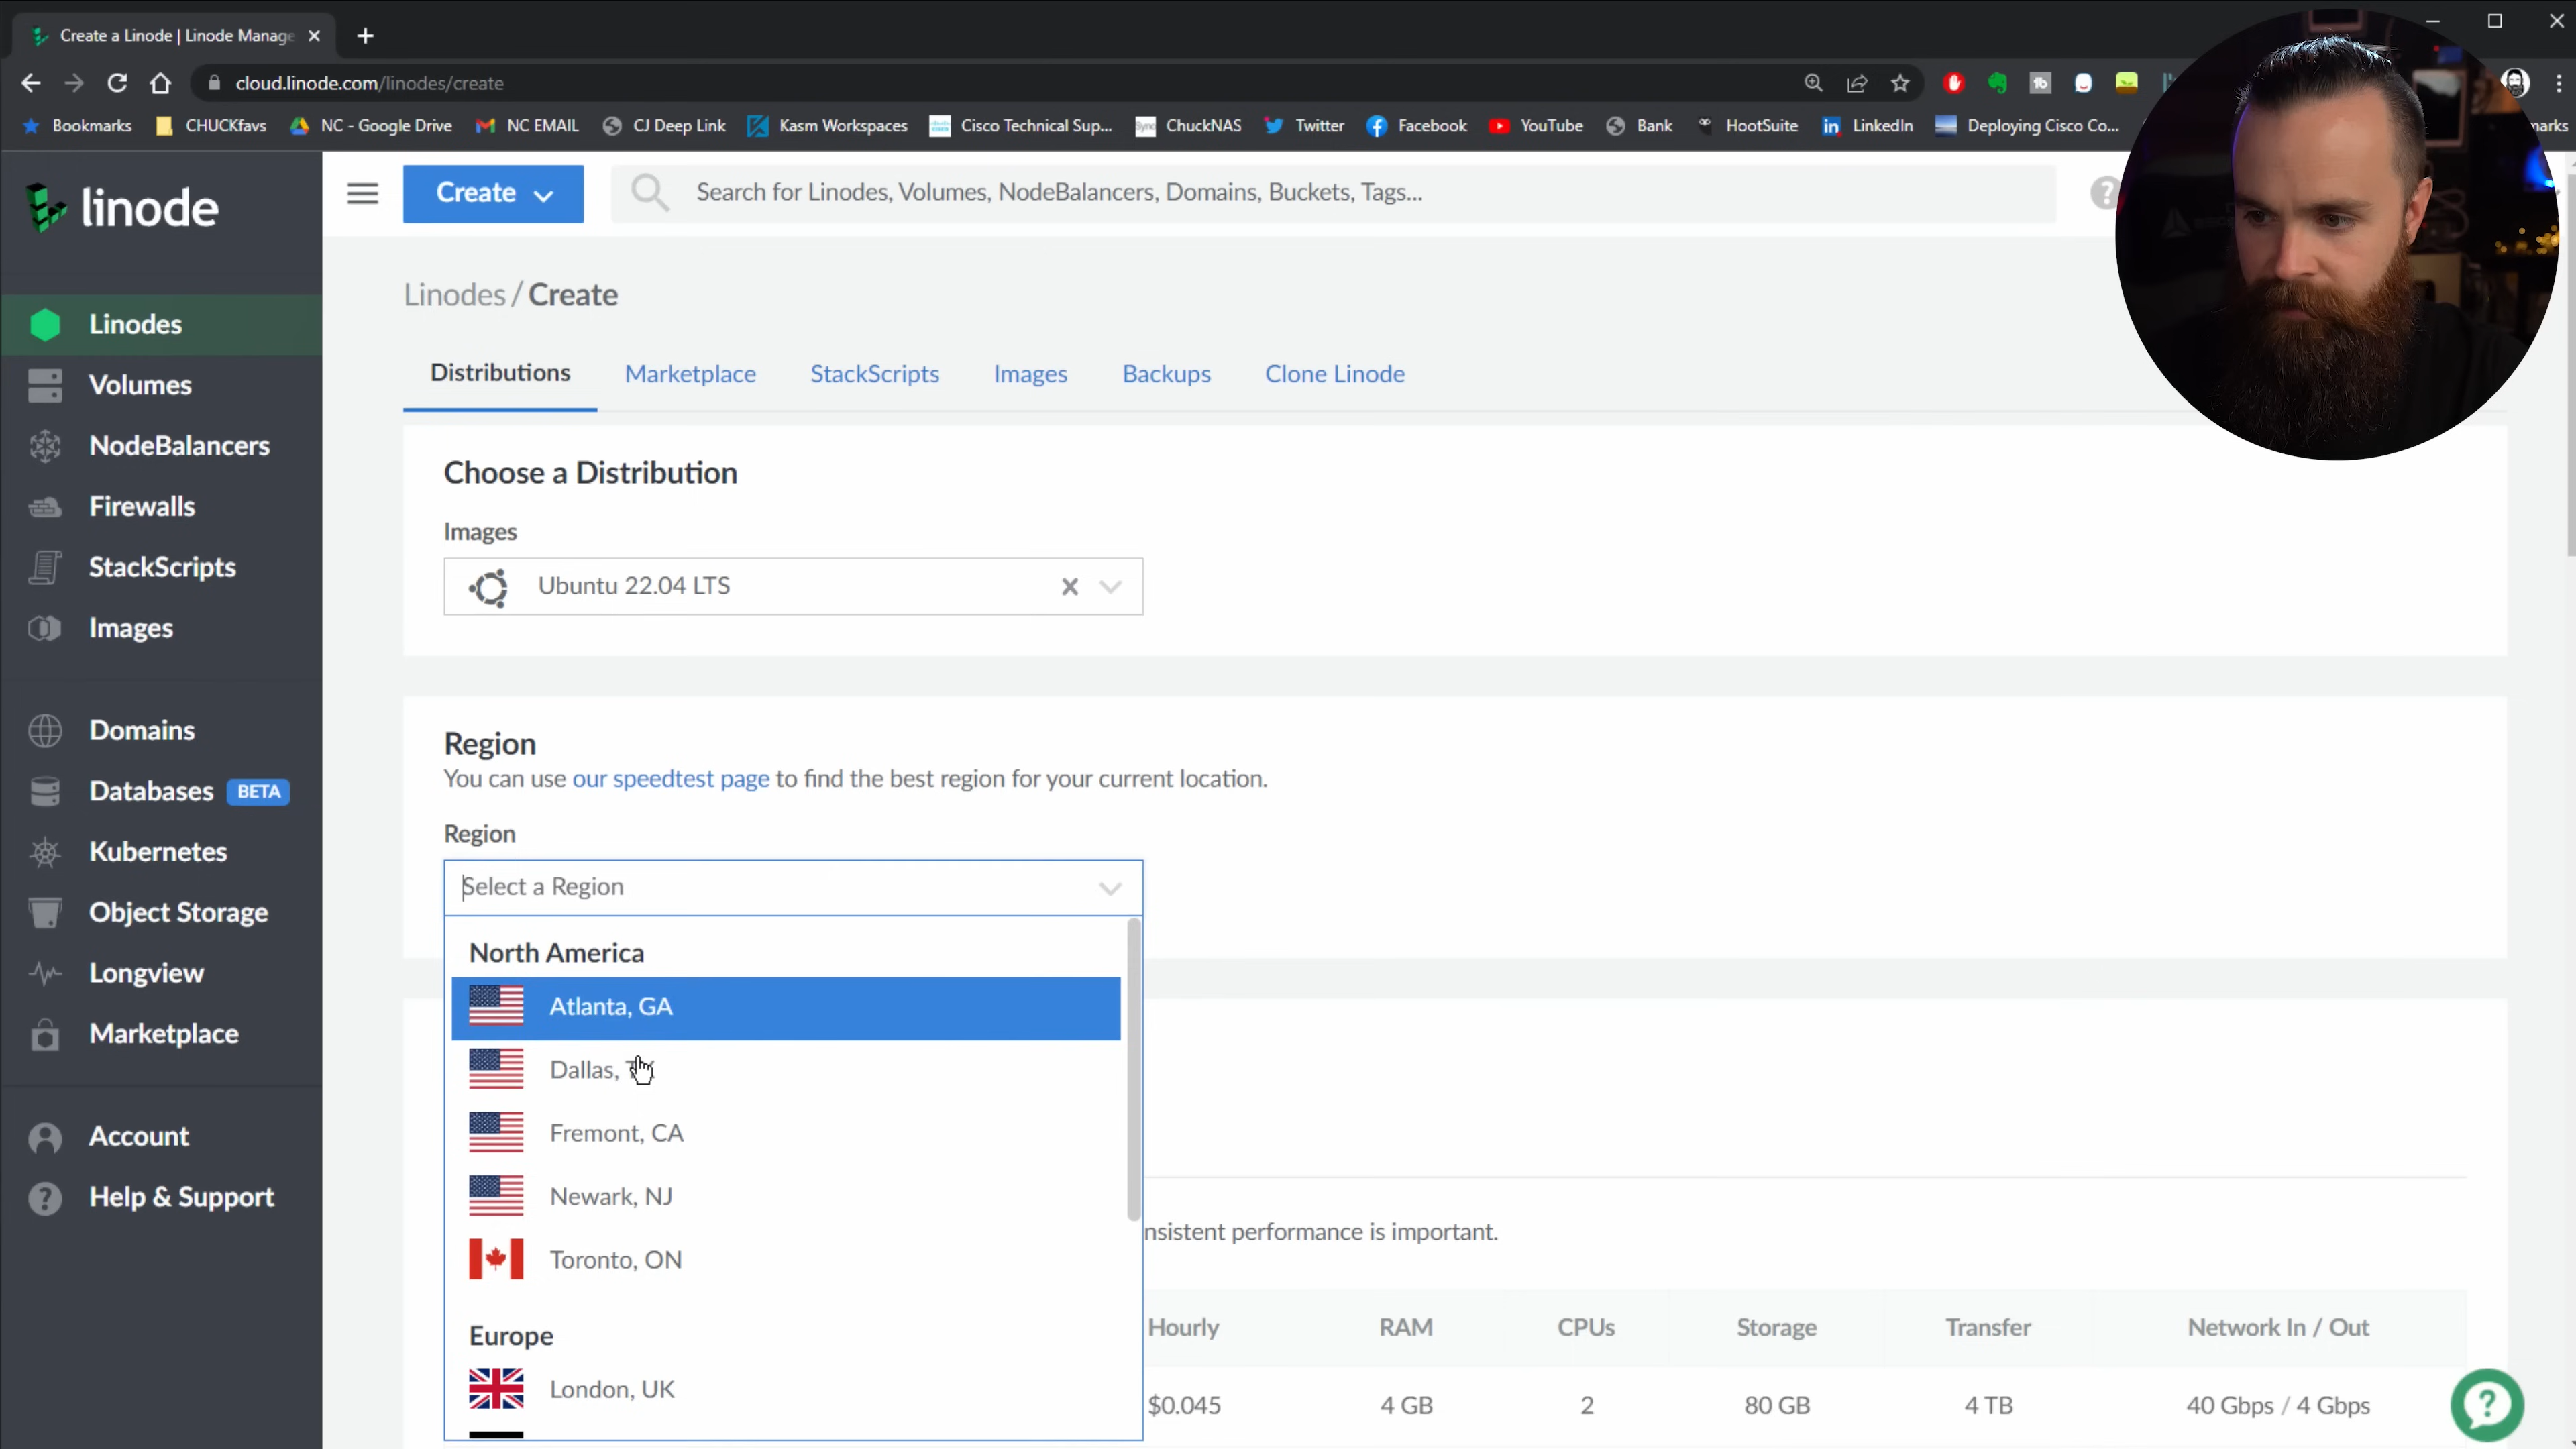 Create a Linode | Linode Manage
cloud.linode.com/linodes/create
Bookmarks CHUCKfavs NC - Google Drive NC EMAIL CJ Deep Link Kasm Workspaces Cisco Technical Sup... ChuckNAS Twitter Facebook YouTube Bank HootSuite LinkedIn Deploying Cisco Co... marks
linode
Create
Search for Linodes, Volumes, NodeBalancers, Domains, Buckets, Tags...
Linodes
Volumes
NodeBalancers
Firewalls
StackScripts
Images
Domains
Databases BETA
Kubernetes
Object Storage
Longview
Marketplace
Account
Help & Support
Linodes / Create
Distributions Marketplace StackScripts Images Backups Clone Linode
Choose a Distribution
Images
Ubuntu 22.04 LTS
Region
You can use our speedtest page to find the best region for your current location.
Region
Select a Region
North America
Atlanta, GA
Dallas,
Fremont, CA
Newark, NJ
Toronto, ON
Europe
London, UK
nsistent performance is important.
Hourly RAM CPUs Storage Transfer Network In / Out
$0.045 4 GB 2 80 GB 4 TB 40 Gbps / 4 Gbps